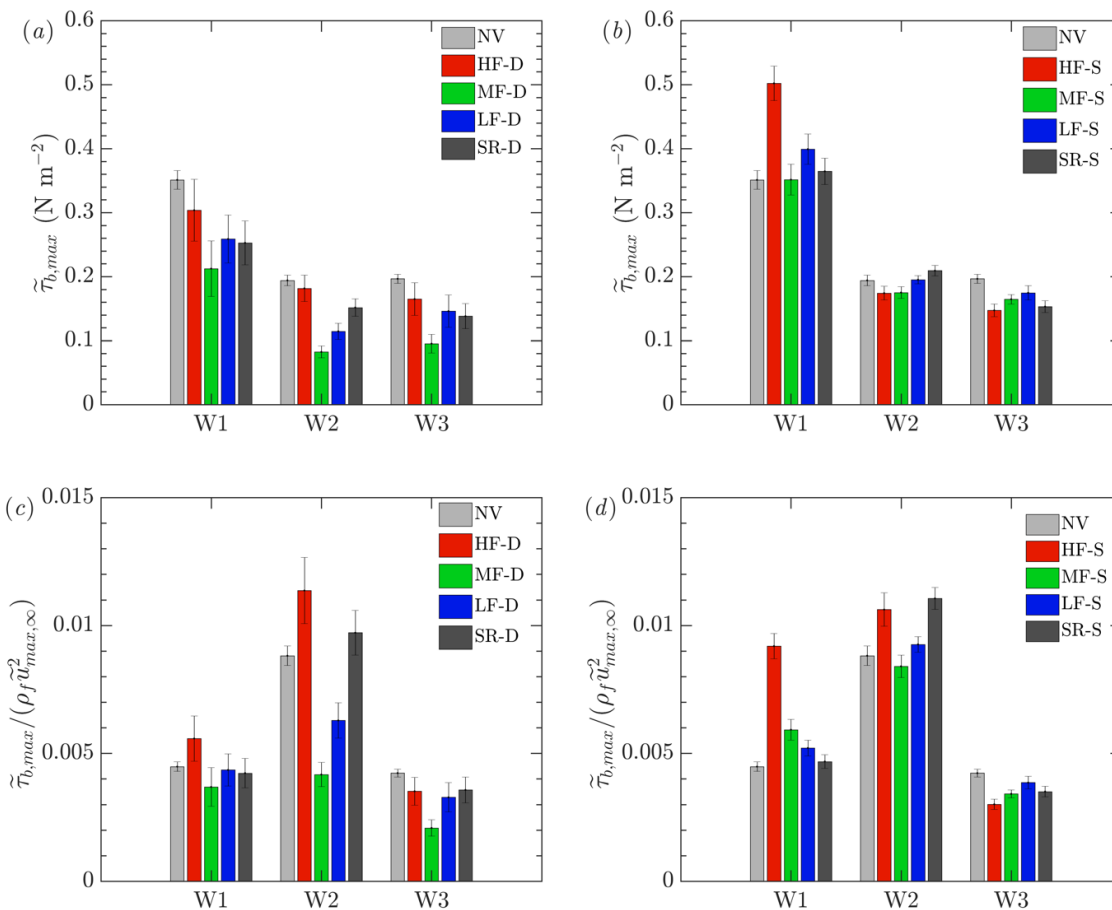 (a)
0.6
0.5
0.4
0.3
0.2
0.1
0
τ̃b,max (N m−2)
NV
HF-D
MF-D
LF-D
SR-D
W1 W2 W3
(b)
0.6
0.5
0.4
0.3
0.2
0.1
0
τ̃b,max (N m−2)
NV
HF-S
MF-S
LF-S
SR-S
W1 W2 W3
(c)
0.015
0.01
0.005
0
τ̃b,max/(ρf ũ2max,∞)
NV
HF-D
MF-D
LF-D
SR-D
W1 W2 W3
(d)
0.015
0.01
0.005
0
τ̃b,max/(ρf ũ2max,∞)
NV
HF-S
MF-S
LF-S
SR-S
W1 W2 W3